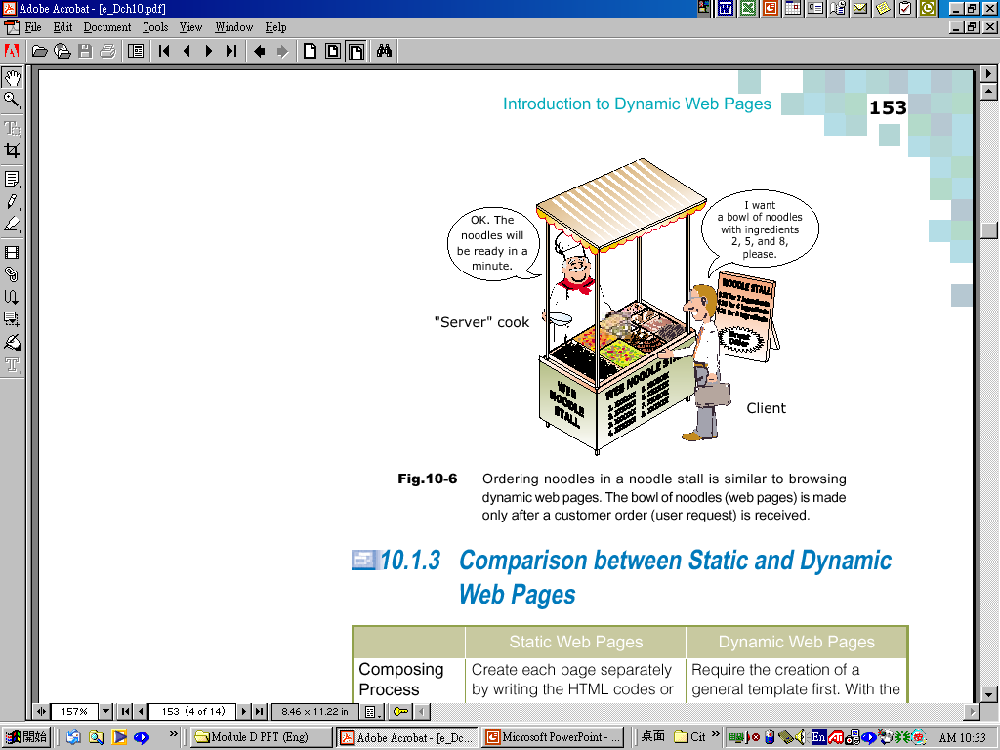 Adobe Acrobat - [e_Dch10.pdf]
File Edit Document Tools View Window Help
Introduction to Dynamic Web Pages
153
OK. The
noodles will
be ready in a
minute.
I want
a bowl of noodles
with ingredients
2, 5, and 8,
please.
NOODLE STALL
"Server" cook
WEB
NOODLE
STALL
WEB NOODLE STALL
Client
Fig.10-6 Ordering noodles in a noodle stall is similar to browsing
dynamic web pages. The bowl of noodles (web pages) is made
only after a customer order (user request) is received.
10.1.3 Comparison between Static and Dynamic
Web Pages
Static Web Pages Dynamic Web Pages
Composing
Process
Create each page separately
by writing the HTML codes or
Require the creation of a
general template first. With the
157% 153 (4 of 14) 8.46 x 11.22 in
開始 Module D PPT (Eng) Adobe Acrobat - [e_Dc... Microsoft PowerPoint - ... 桌面 Cit En AM 10:33